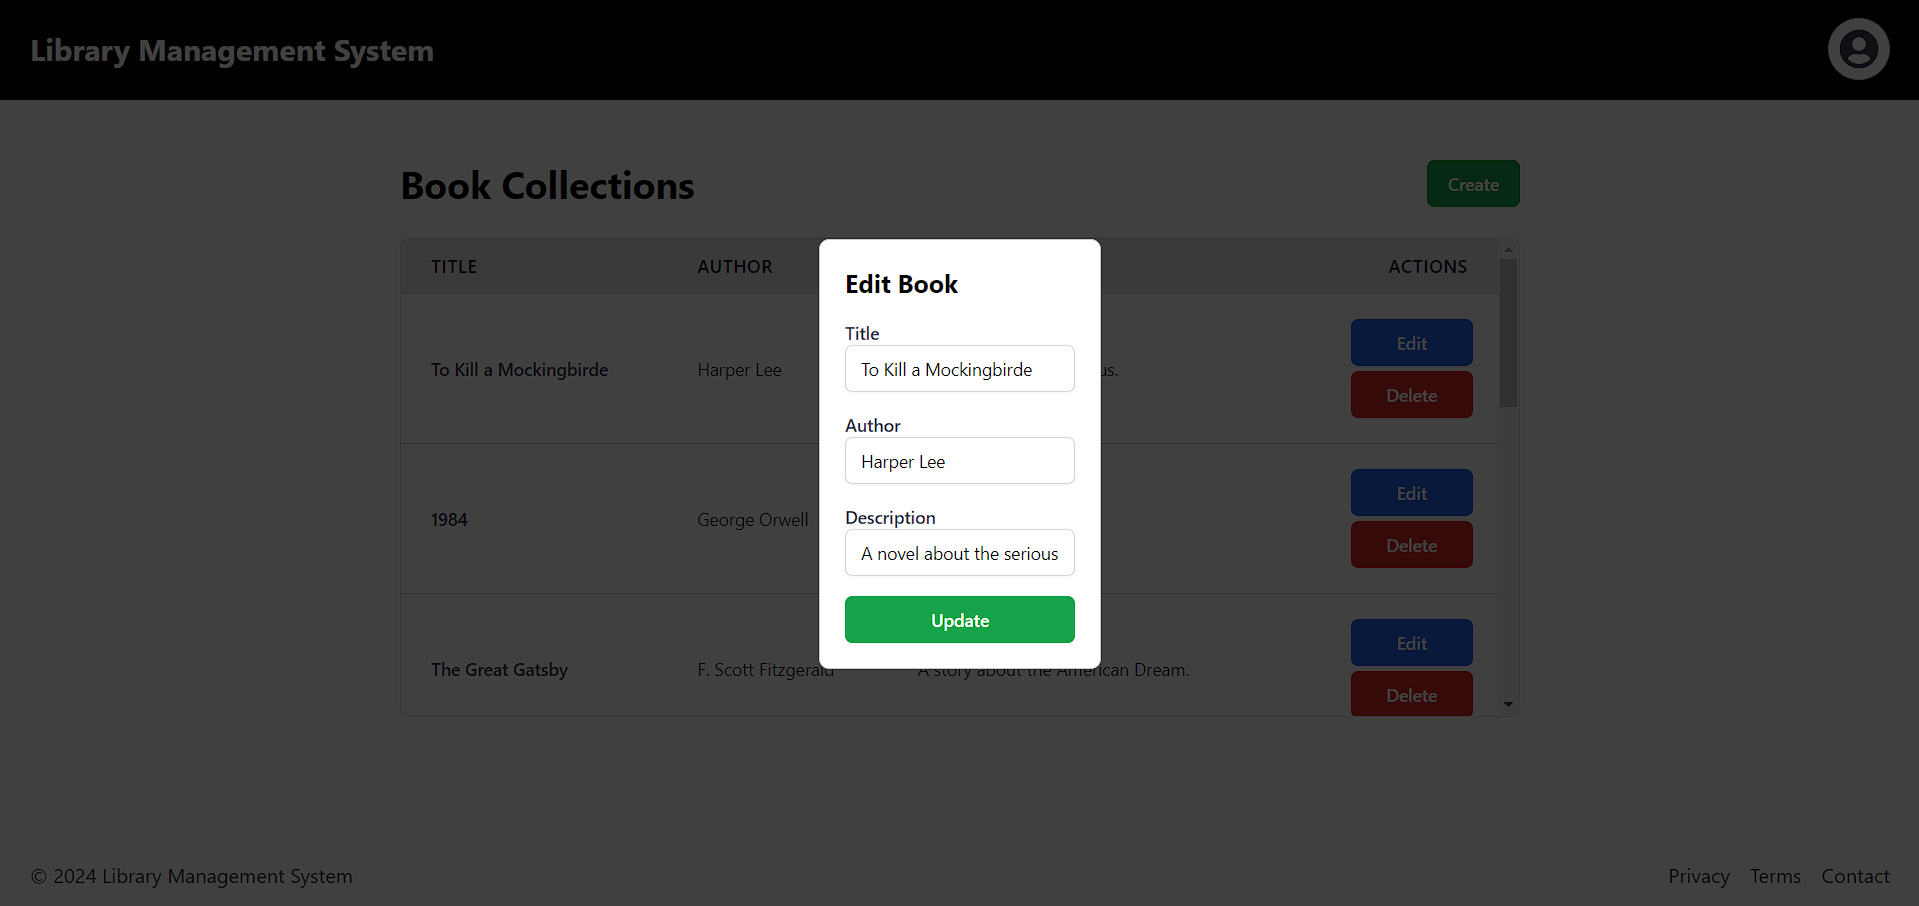 Library Management System
Book Collections
Create
TITLE AUTHOR ACTIONS
To Kill a Mockingbirde Harper Lee us.
Edit
Delete
1984 George Orwell
Edit
Delete
The Great Gatsby F. Scott Fitzgerald A story about the American Dream.
Edit
Delete
Edit Book
Title
To Kill a Mockingbirde
Author
Harper Lee
Description
A novel about the serious
Update
© 2024 Library Management System
Privacy Terms Contact